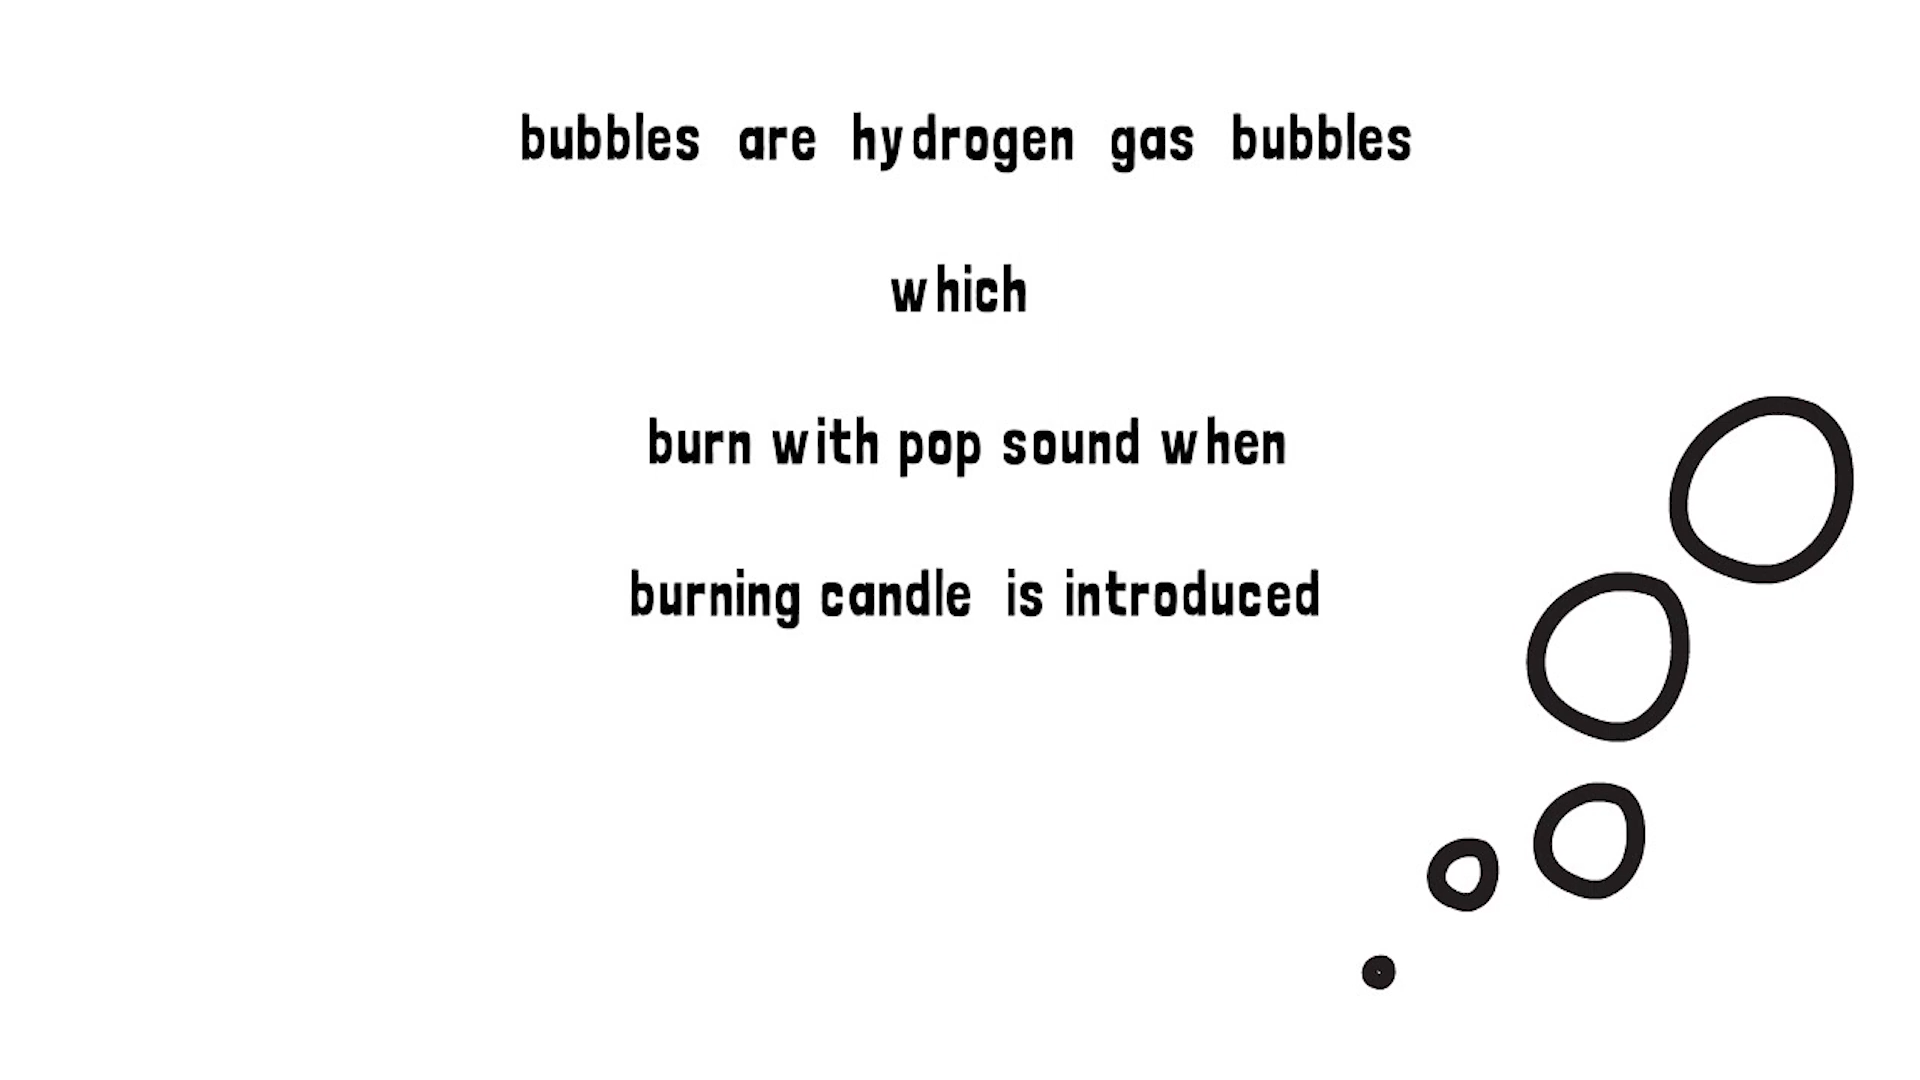 bubbles are hydrogen gas bubbles
which
burn with pop sound when
burning candle is introduced